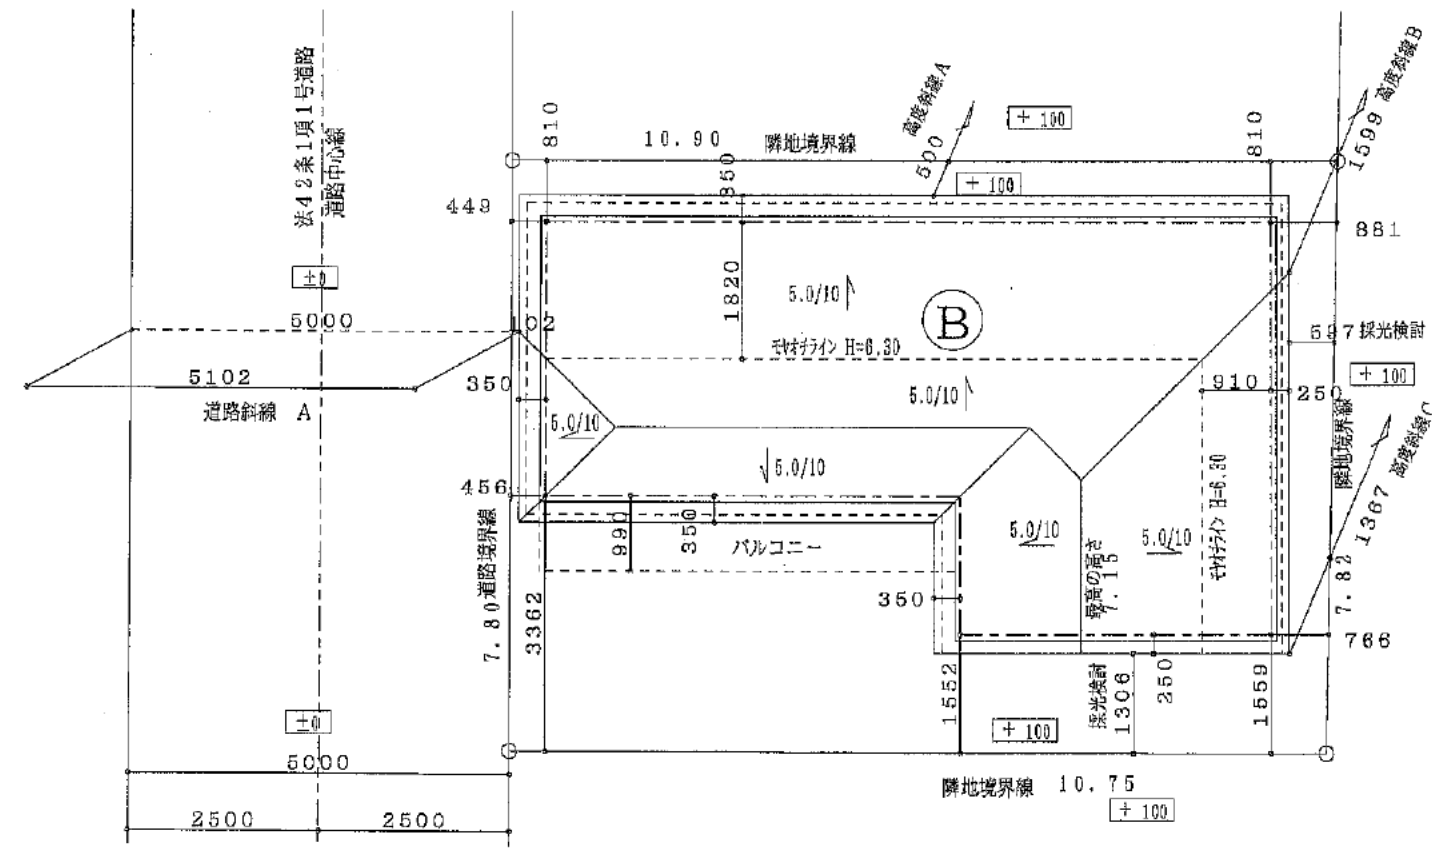 法42条1項1号道路
道路中心線
810
10.90
隣地境界線
850
高度斜線A
500
+ 100
+ 100
810
1599 高度斜線B
449
881
±0
5000
102
1820
5.0/10
B
モヤオチライン H=6.30
597 採光検討
+ 100
5102
道路斜線 A
350
5.0/10
5.0/10
910
250
隣地境界線
1367 高度斜線C
5.0/10
456
990
350
バルコニー
5.0/10
最高の高さ
7.15
5.0/10
モヤオチライン H=6.30
7.80 道路境界線
3362
350
7.82
766
1552
採光検討
1306
250
1559
±0
+ 100
5000
隣地境界線 10.75
+ 100
2500
2500